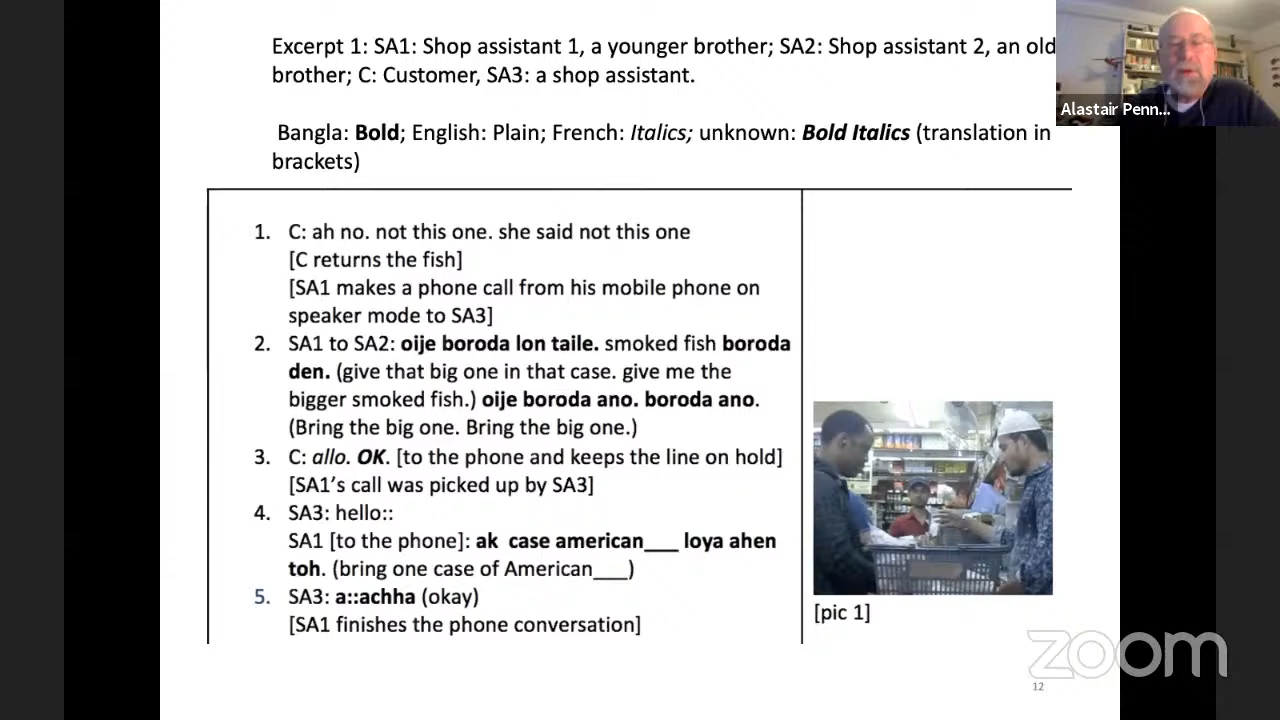 Excerpt 1: SA1: Shop assistant 1, a younger brother; SA2: Shop assistant 2, an old
brother; C: Customer, SA3: a shop assistant.
Alastair Penn...
Bangla: Bold; English: Plain; French: Italics; unknown: Bold Italics (translation in
brackets)
1. C: ah no. not this one. she said not this one
[C returns the fish]
[SA1 makes a phone call from his mobile phone on
speaker mode to SA3]
2. SA1 to SA2: oije boroda lon taile. smoked fish boroda
den. (give that big one in that case. give me the
bigger smoked fish.) oije boroda ano. boroda ano.
(Bring the big one. Bring the big one.)
3. C: allo. OK. [to the phone and keeps the line on hold]
[SA1's call was picked up by SA3]
4. SA3: hello::
SA1 [to the phone]: ak case american___ loya ahen
toh. (bring one case of American___)
5. SA3: a::achha (okay)
[SA1 finishes the phone conversation]
[pic 1]
zoom
12